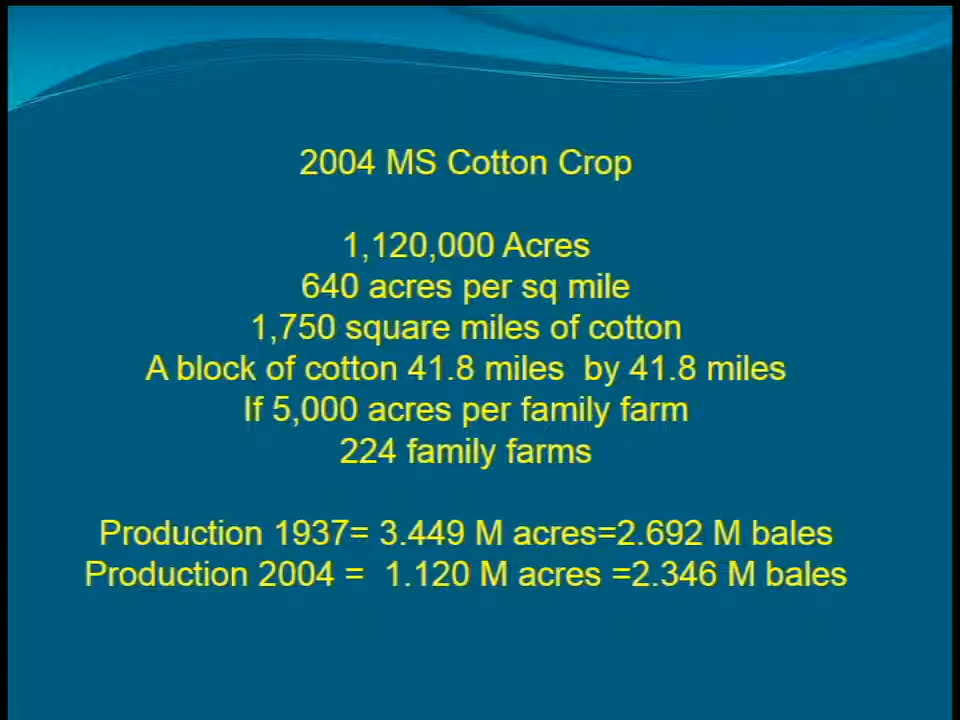 2004 MS Cotton Crop
1,120,000 Acres
640 acres per sq mile
1,750 square miles of cotton
A block of cotton 41.8 miles  by 41.8 miles
If 5,000 acres per family farm
224 family farms
Production 1937= 3.449 M acres=2.692 M bales
Production 2004 =  1.120 M acres =2.346 M bales